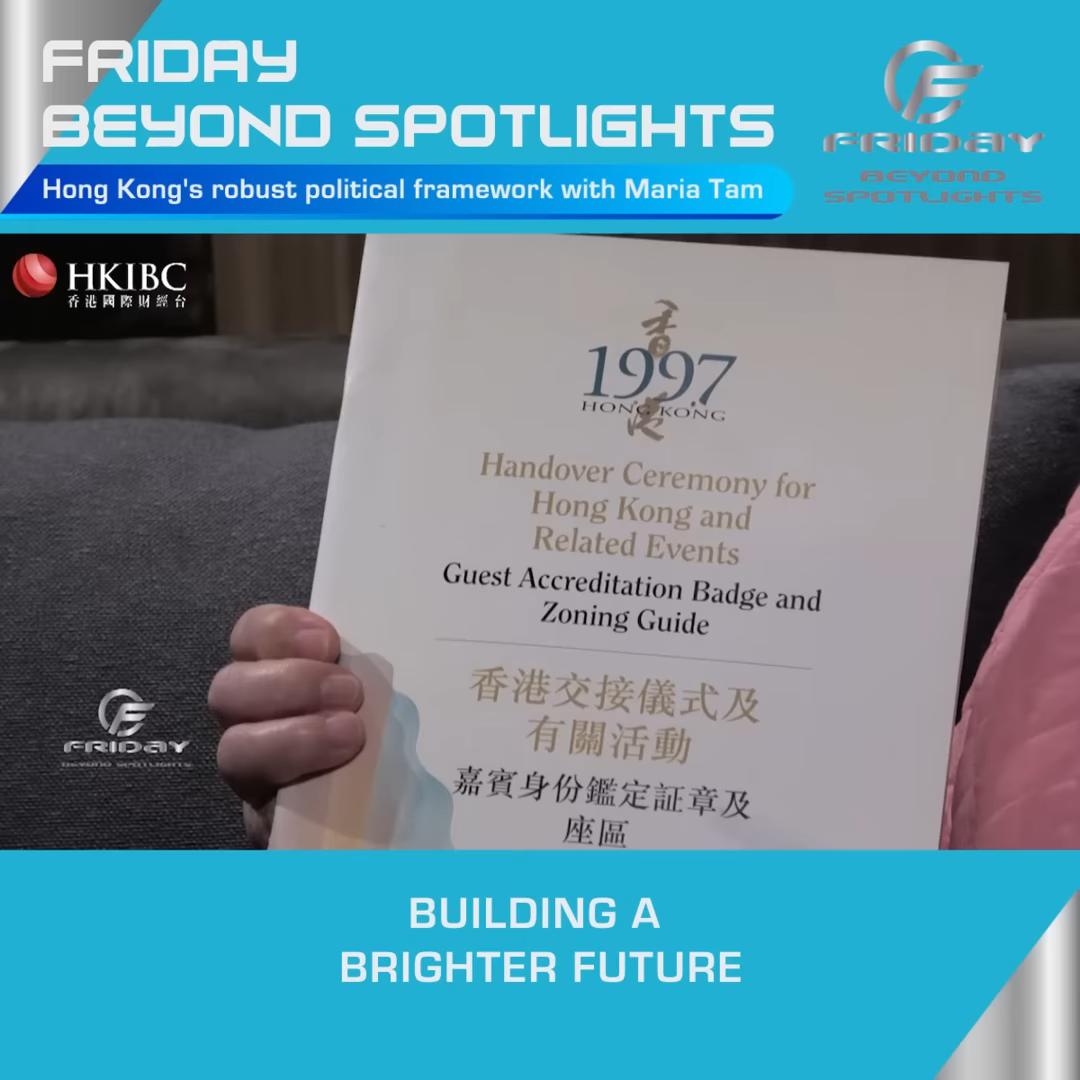 FRIDAY
BEYOND SPOTLIGHTS
Hong Kong's robust political framework with Maria Tam
FRIDAY
BEYOND
SPOTLIGHTS
HKIBC
香港國際財經台
香
1997
HONG KONG
港
Handover Ceremony for
Hong Kong and
Related Events
Guest Accreditation Badge and
Zoning Guide
香港交接儀式及
有關活動
嘉賓身份鑑定証章及
座區
FRIDAY
BEYOND SPOTLIGHTS
BUILDING A
BRIGHTER FUTURE